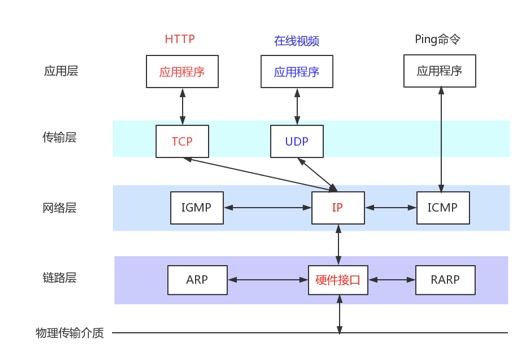 HTTP
在线视频
Ping命令
应用层
应用程序
应用程序
应用程序
传输层
TCP
UDP
网络层
IGMP
IP
ICMP
链路层
ARP
硬件接口
RARP
物理传输介质